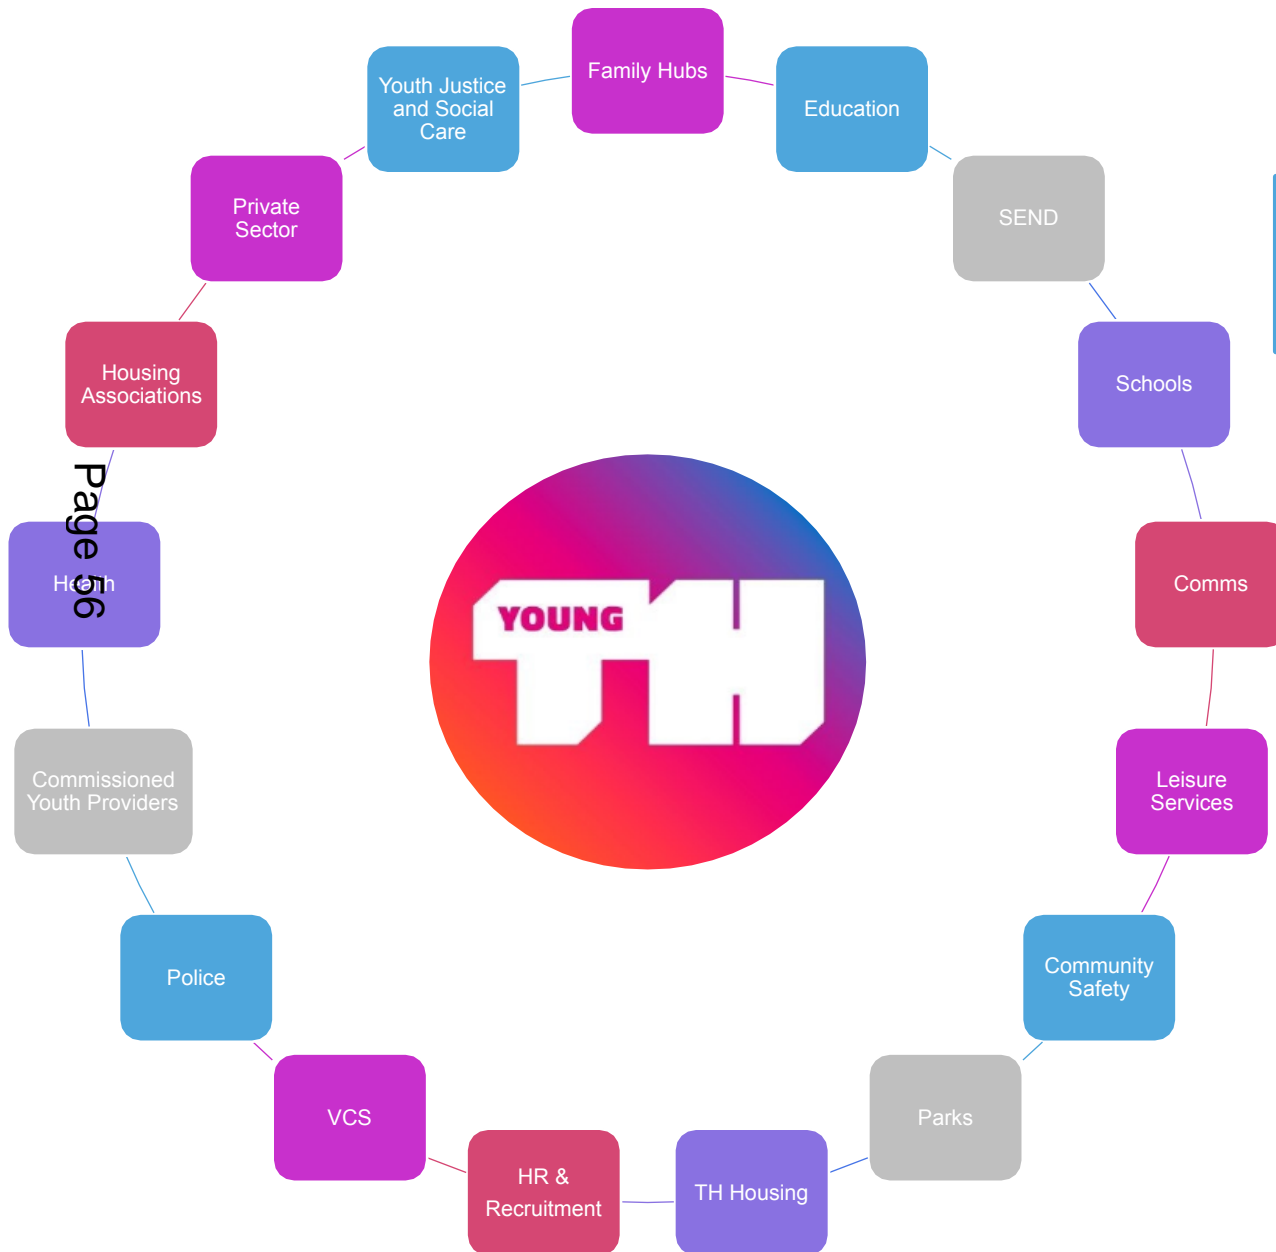 Family Hubs
Education
SEND
Schools
Comms
Leisure
Services
Community
Safety
Parks
TH Housing
HR &
Recruitment
VCS
Police
Commissioned
Youth Providers
Health
Housing
Associations
Private
Sector
Youth Justice
and Social
Care
YOUNG
TH
Page 56